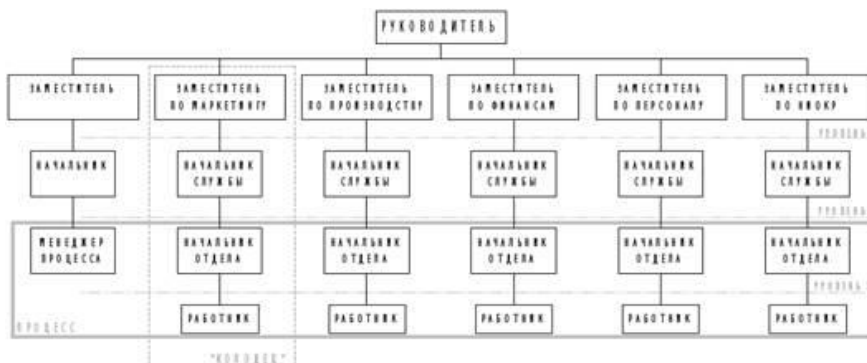 РУКОВОДИТЕЛЬ
ЗАМЕСТИТЕЛЬ
ЗАМЕСТИТЕЛЬ
ПО МАРКЕТИНГУ
ЗАМЕСТИТЕЛЬ
ПО ПРОИЗВОДСТВУ
ЗАМЕСТИТЕЛЬ
ПО ФИНАНСАМ
ЗАМЕСТИТЕЛЬ
ПО ПЕРСОНАЛУ
ЗАМЕСТИТЕЛЬ
ПО НИОКР
УРОВЕНЬ
НАЧАЛЬНИК
НАЧАЛЬНИК
СЛУЖБЫ
НАЧАЛЬНИК
СЛУЖБЫ
НАЧАЛЬНИК
СЛУЖБЫ
НАЧАЛЬНИК
СЛУЖБЫ
НАЧАЛЬНИК
СЛУЖБЫ
УРОВЕНЬ
МЕНЕДЖЕР
ПРОЦЕССА
НАЧАЛЬНИК
ОТДЕЛА
НАЧАЛЬНИК
ОТДЕЛА
НАЧАЛЬНИК
ОТДЕЛА
НАЧАЛЬНИК
ОТДЕЛА
НАЧАЛЬНИК
ОТДЕЛА
УРОВЕНЬ
РАБОТНИК
РАБОТНИК
РАБОТНИК
РАБОТНИК
РАБОТНИК
ПРОЦЕСС
"КОЛОДЕЦ"